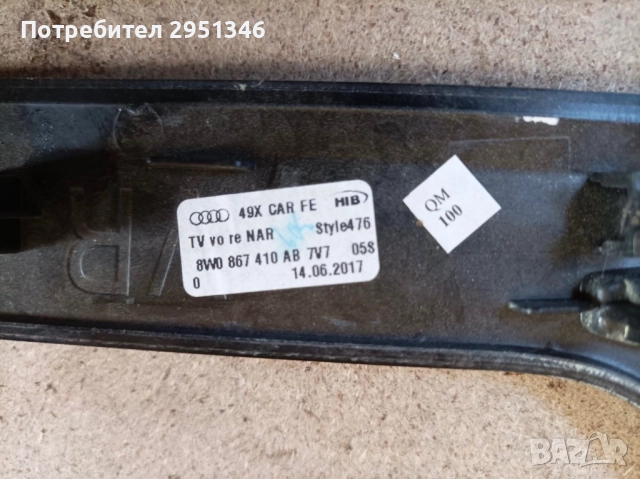 Потребител 2951346
49X CAR FE HIB
TV vo re NAR Style476
8W0 867 410 AB 7V7 05S
0 14.06.2017
QM
100
BAZAR